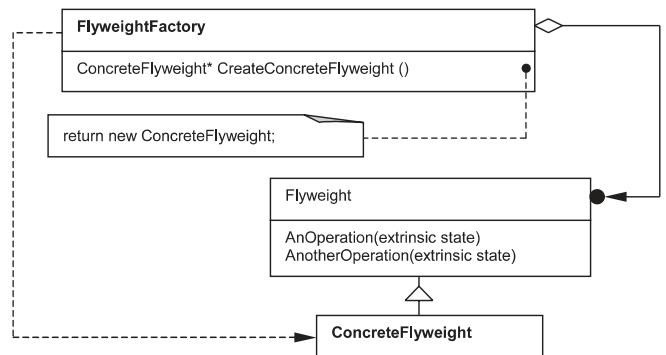 FlyweightFactory
ConcreteFlyweight* CreateConcreteFlyweight ()
return new ConcreteFlyweight;
Flyweight
AnOperation(extrinsic state)
AnotherOperation(extrinsic state)
ConcreteFlyweight